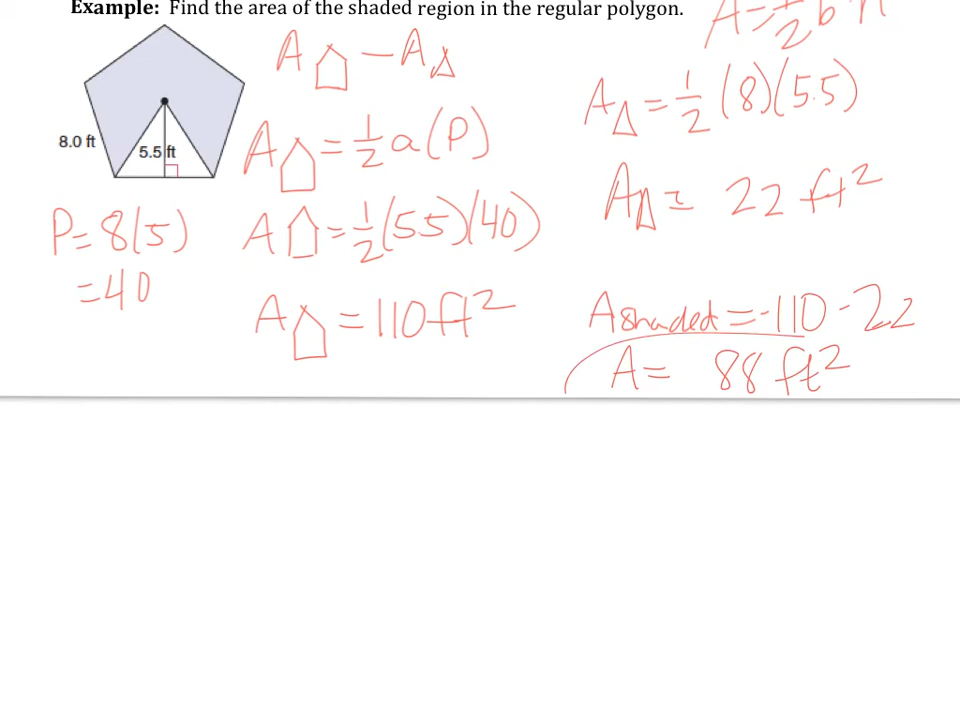 Example: Find the area of the shaded region in the regular polygon.
8.0 ft
5.5 ft
P=8(5)
=40
A⌂ - A△
A⌂ = 1/2 a(P)
A⌂ = 1/2 (5.5)(40)
A⌂ = 110 ft²
A = 1/2 b h
A△ = 1/2 (8)(5.5)
A△ = 22 ft²
A shaded = 110 - 22
A = 88 ft²